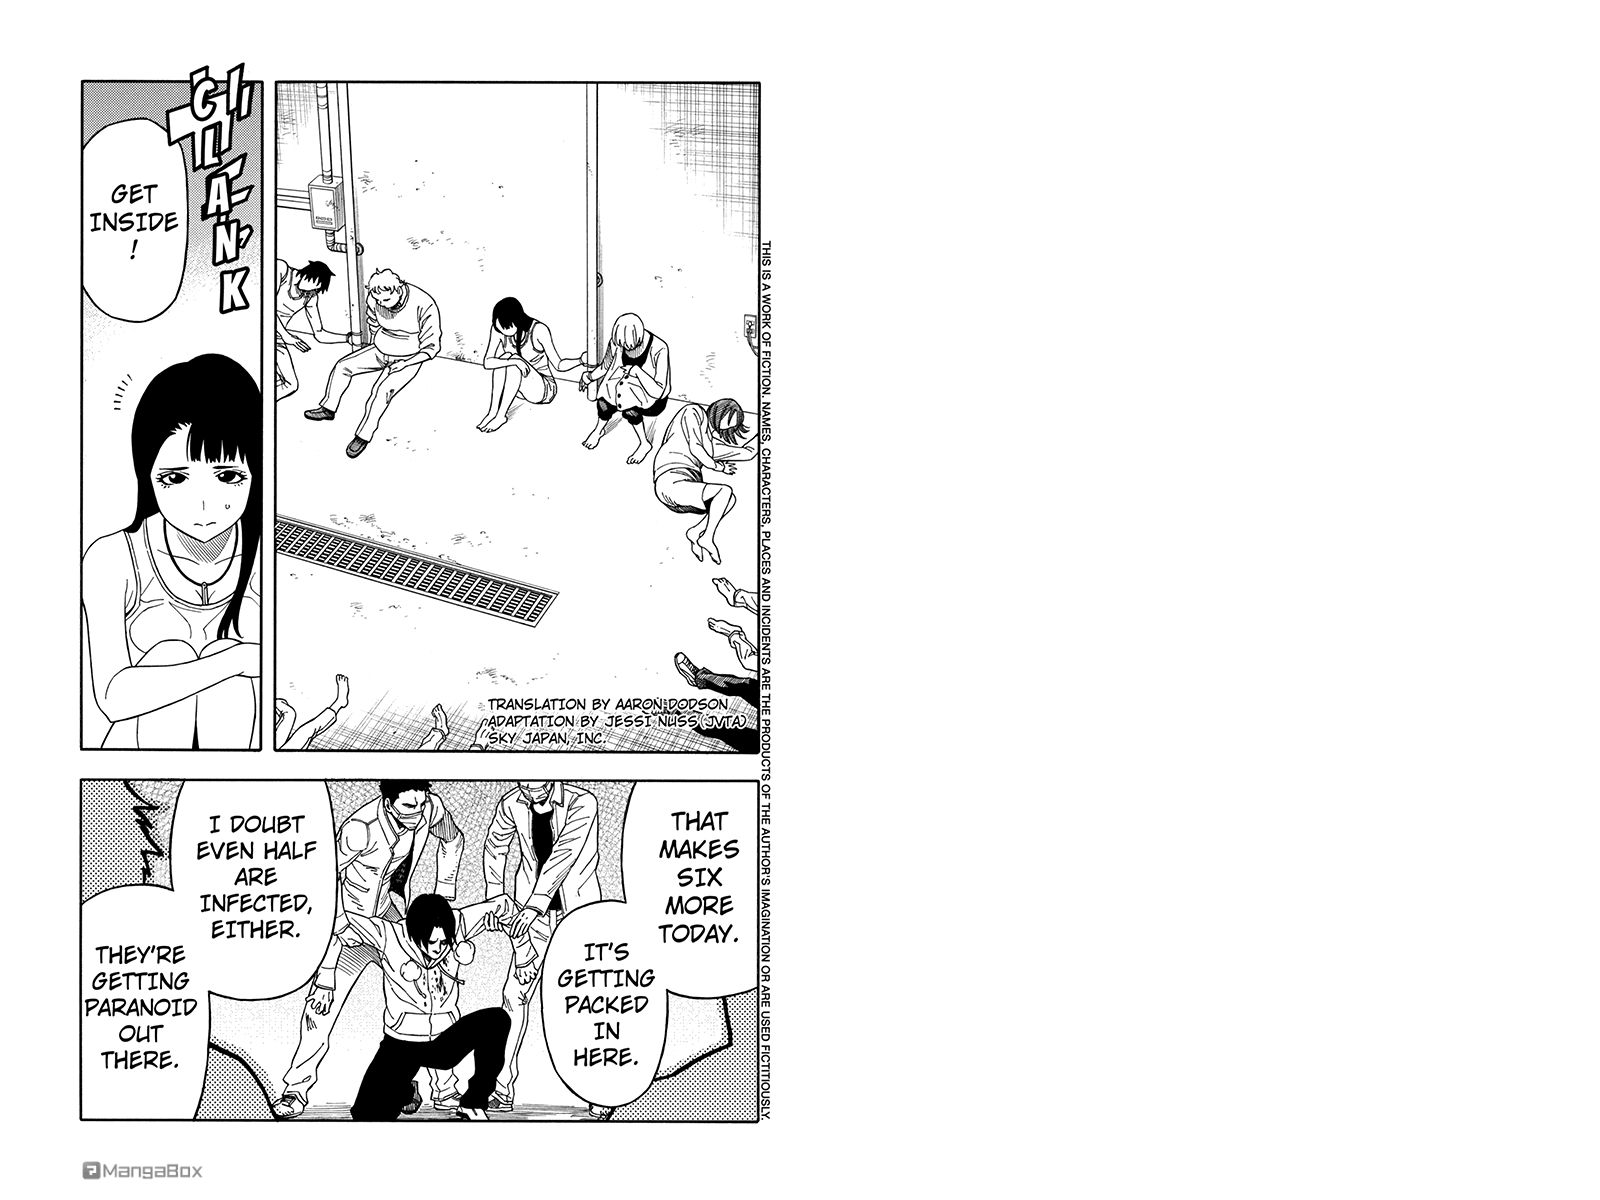 TRANSLATION BY AARON DODSON
ADAPTATION BY JESSI NUSS (JVTA)
SKY JAPAN, INC.
CLANK
GET
INSIDE
!
THAT
MAKES
SIX
MORE
TODAY.
IT'S
GETTING
PACKED
IN
HERE.
I DOUBT
EVEN HALF
ARE
INFECTED,
EITHER.
THEY'RE
GETTING
PARANOID
OUT
THERE.
THIS IS A WORK OF FICTION. NAMES, CHARACTERS, PLACES AND INCIDENTS ARE THE PRODUCTS OF THE AUTHOR'S IMAGINATION OR ARE USED FICTITIOUSLY.
MangaBox